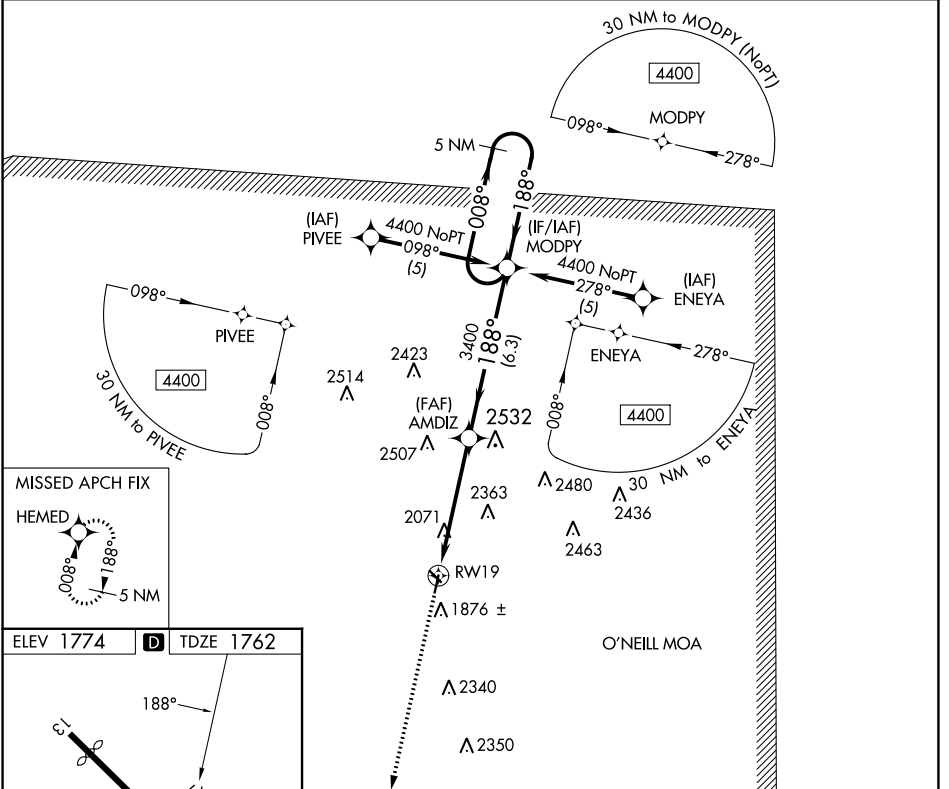 30 NM to MODPY (NoPT)
4400
MODPY
098°
278°
5 NM
008°
188°
(IAF)
PIVEE
4400 NoPT
098°
(5)
(IF/IAF)
MODPY
4400 NoPT
278°
(5)
(IAF)
ENEYA
098°
PIVEE
4400
008°
30 NM to PIVEE
ENEYA
278°
008°
4400
30 NM to ENEYA
3400
188°
(6.3)
2423
2514
(FAF)
AMDIZ
2532
2507
2480
2436
2363
2463
2071
RW19
1876 ±
O'NEILL MOA
2340
2350
MISSED APCH FIX
HEMED
008°
188°
5 NM
ELEV 1774 D TDZE 1762
188°
13